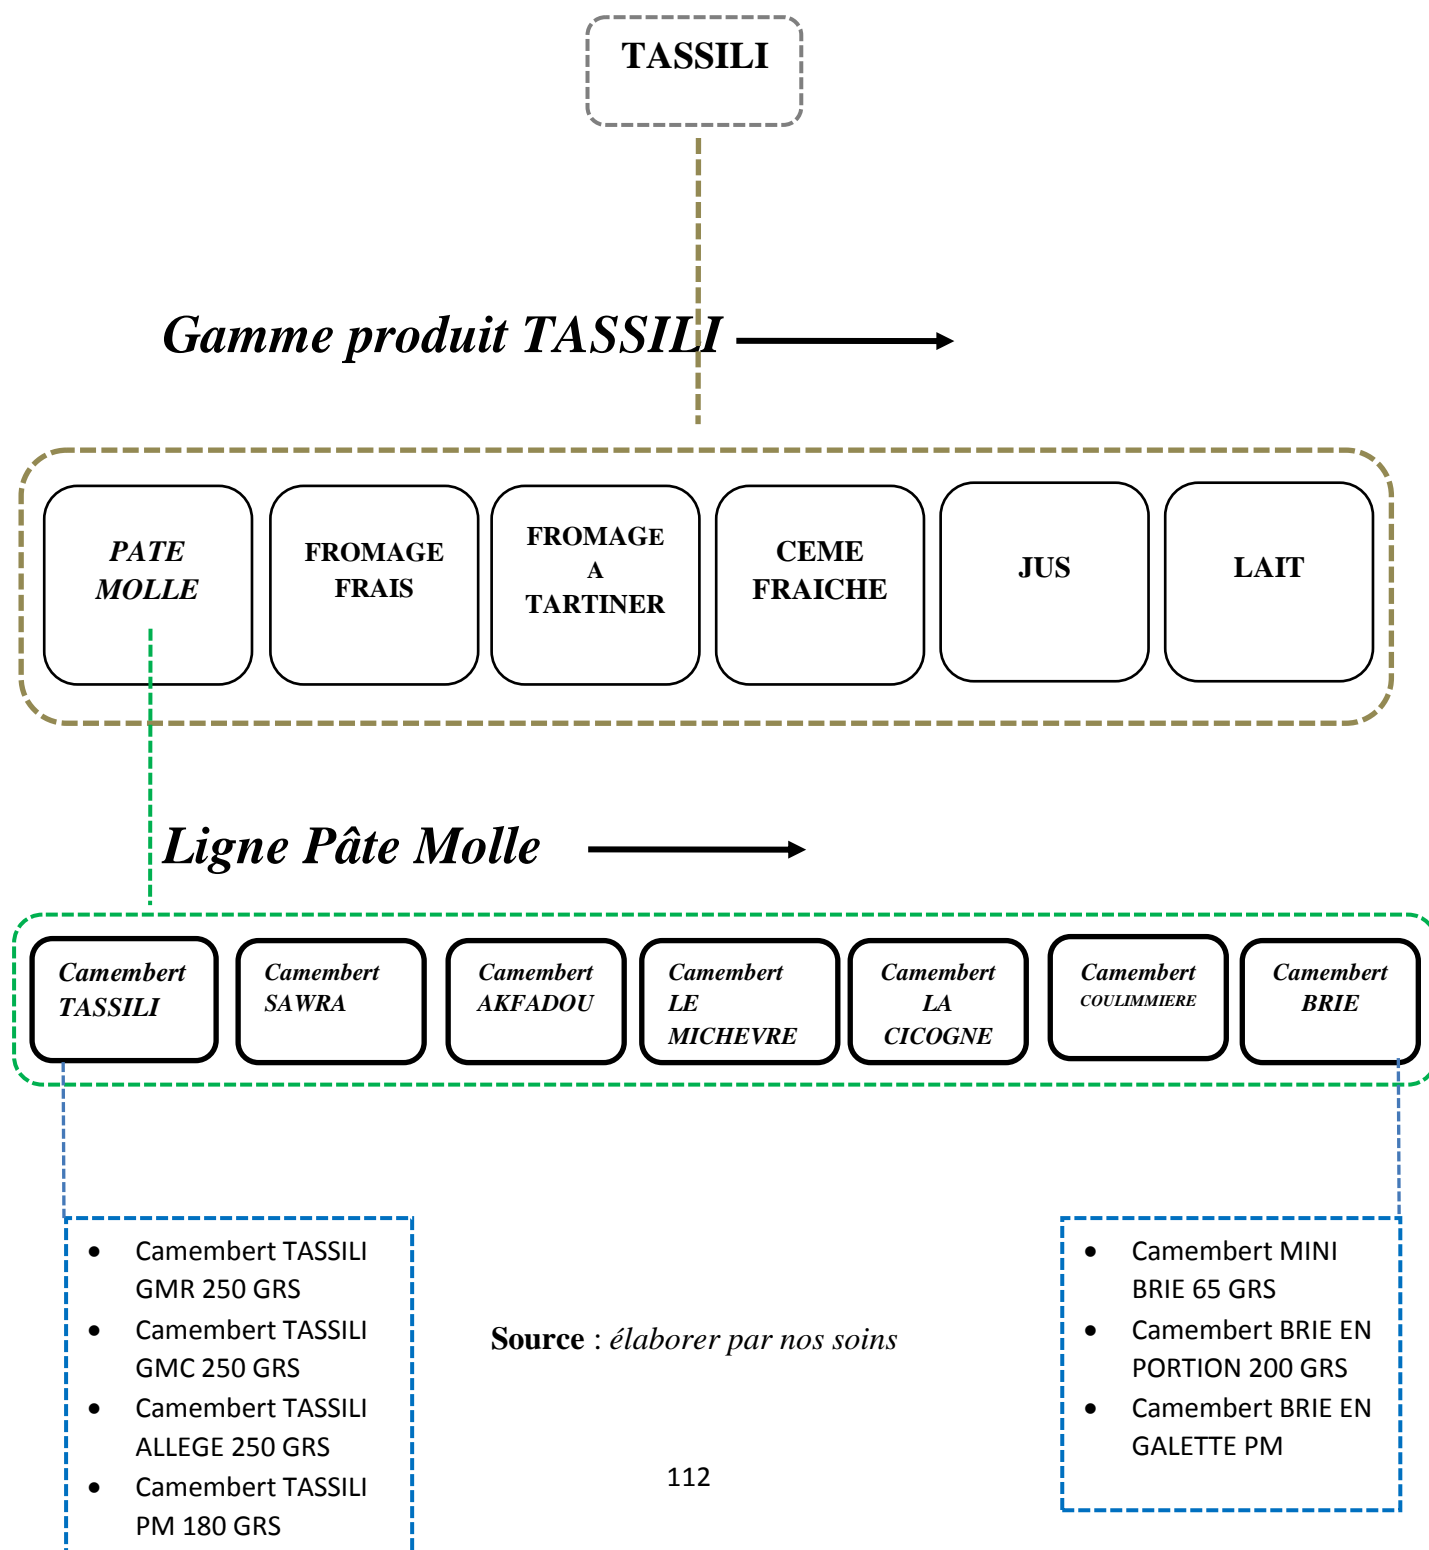 TASSILI
Gamme produit TASSILI
PATE
MOLLE
FROMAGE
FRAIS
FROMAGE
A
TARTINER
CEME
FRAICHE
JUS
LAIT
Ligne Pâte Molle
Camembert
TASSILI
Camembert
SAWRA
Camembert
AKFADOU
Camembert
LE
MICHEVRE
Camembert
LA
CICOGNE
Camembert
COULIMMIERE
Camembert
BRIE
• Camembert TASSILI
GMR 250 GRS
• Camembert TASSILI
GMC 250 GRS
• Camembert TASSILI
ALLEGE 250 GRS
• Camembert TASSILI
PM 180 GRS
Source : élaborer par nos soins
• Camembert MINI
BRIE 65 GRS
• Camembert BRIE EN
PORTION 200 GRS
• Camembert BRIE EN
GALETTE PM
112